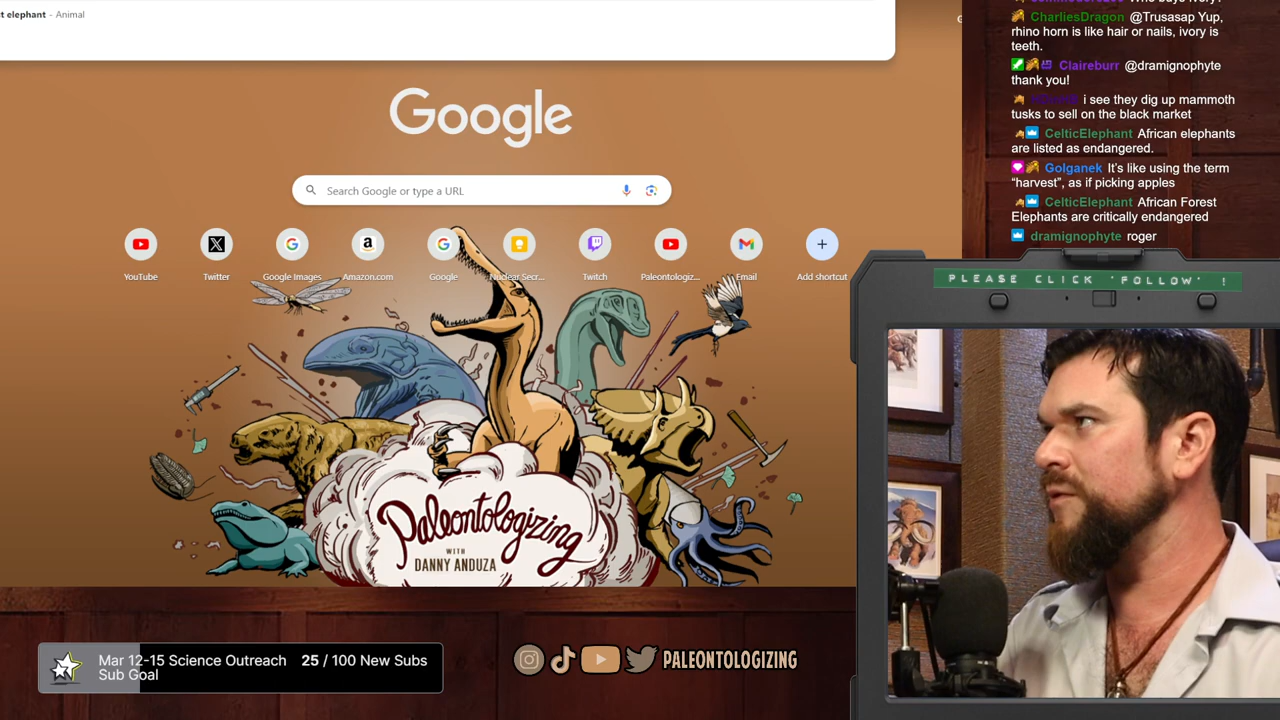 t elephant - Animal
Google
Search Google or type a URL
YouTube
Twitter
Google Images
Amazon.com
Google
Nuclear Secr...
Twitch
Paleontologiz...
Email
Add shortcut
Paleontologizing
WITH
DANNY ANDUZA
CharliesDragon @Trusasap Yup,
rhino horn is like hair or nails, ivory is
teeth.
Claireburr @dramignophyte
thank you!
i see they dig up mammoth
tusks to sell on the black market
CelticElephant African elephants
are listed as endangered.
Golganek It's like using the term
“harvest”, as if picking apples
CelticElephant African Forest
Elephants are critically endangered
dramignophyte roger
PLEASE CLICK "FOLLOW" !
Mar 12-15 Science Outreach 25 / 100 New Subs
Sub Goal
PALEONTOLOGIZING